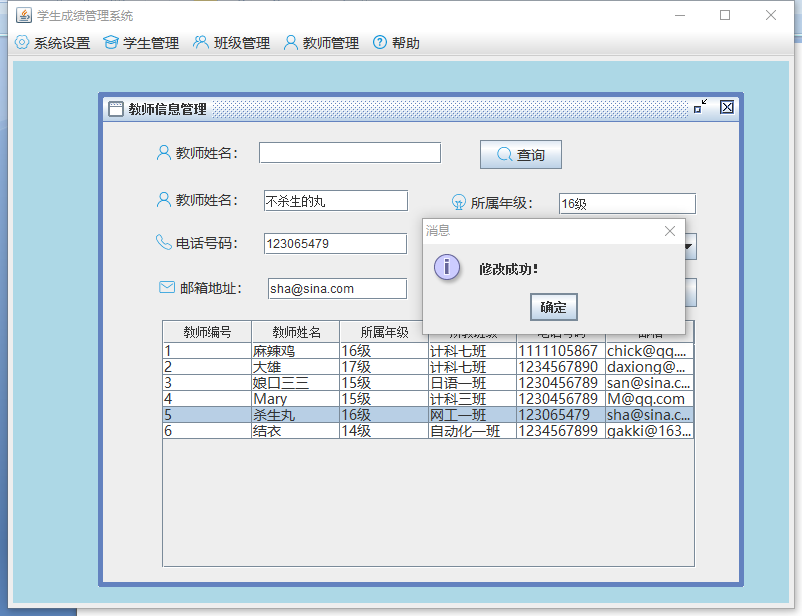 学生成绩管理系统
系统设置 学生管理 班级管理 教师管理 帮助
教师信息管理
教师姓名: 查询
教师姓名: 不杀生的丸 所属年级: 16级
电话号码: 123065479
邮箱地址: sha@sina.com
消息
修改成功!
确定
教师编号 教师姓名 所属年级
1 麻辣鸡 16级 计科七班 1111105867 chick@qq....
2 大雄 17级 计科七班 1234567890 daxiong@...
3 娘口三三 15级 日语一班 1230456789 san@sina.c...
4 Mary 15级 计科三班 1230456789 M@qq.com
5 杀生丸 16级 网工一班 123065479 sha@sina.c...
6 结衣 14级 自动化一班 1234567899 gakki@163...